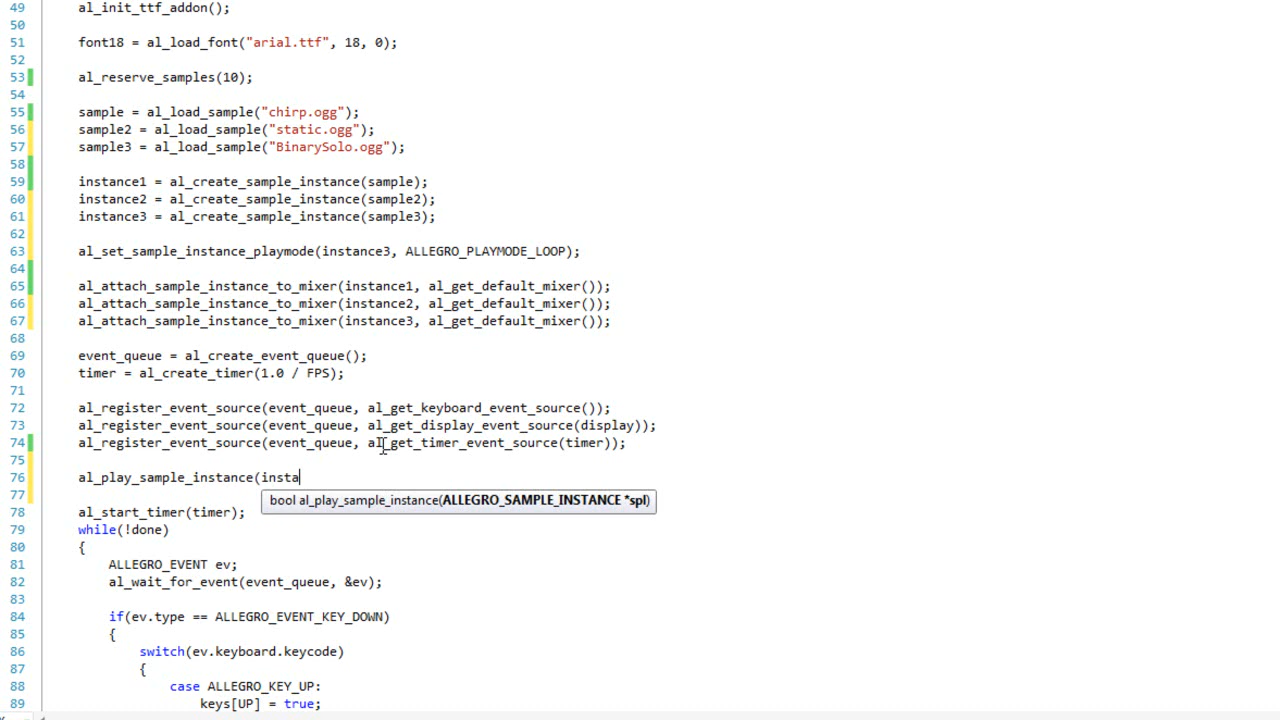 49 al_init_ttf_addon();
50
51 font18 = al_load_font("arial.ttf", 18, 0);
52
53 al_reserve_samples(10);
54
55 sample = al_load_sample("chirp.ogg");
56 sample2 = al_load_sample("static.ogg");
57 sample3 = al_load_sample("BinarySolo.ogg");
58
59 instance1 = al_create_sample_instance(sample);
60 instance2 = al_create_sample_instance(sample2);
61 instance3 = al_create_sample_instance(sample3);
62
63 al_set_sample_instance_playmode(instance3, ALLEGRO_PLAYMODE_LOOP);
64
65 al_attach_sample_instance_to_mixer(instance1, al_get_default_mixer());
66 al_attach_sample_instance_to_mixer(instance2, al_get_default_mixer());
67 al_attach_sample_instance_to_mixer(instance3, al_get_default_mixer());
68
69 event_queue = al_create_event_queue();
70 timer = al_create_timer(1.0 / FPS);
71
72 al_register_event_source(event_queue, al_get_keyboard_event_source());
73 al_register_event_source(event_queue, al_get_display_event_source(display));
74 al_register_event_source(event_queue, al_get_timer_event_source(timer));
75
76 al_play_sample_instance(insta
77 bool al_play_sample_instance(ALLEGRO_SAMPLE_INSTANCE *spl)
78 al_start_timer(timer);
79 while(!done)
80 {
81 ALLEGRO_EVENT ev;
82 al_wait_for_event(event_queue, &ev);
83
84 if(ev.type == ALLEGRO_EVENT_KEY_DOWN)
85 {
86 switch(ev.keyboard.keycode)
87 {
88 case ALLEGRO_KEY_UP:
89 keys[UP] = true;